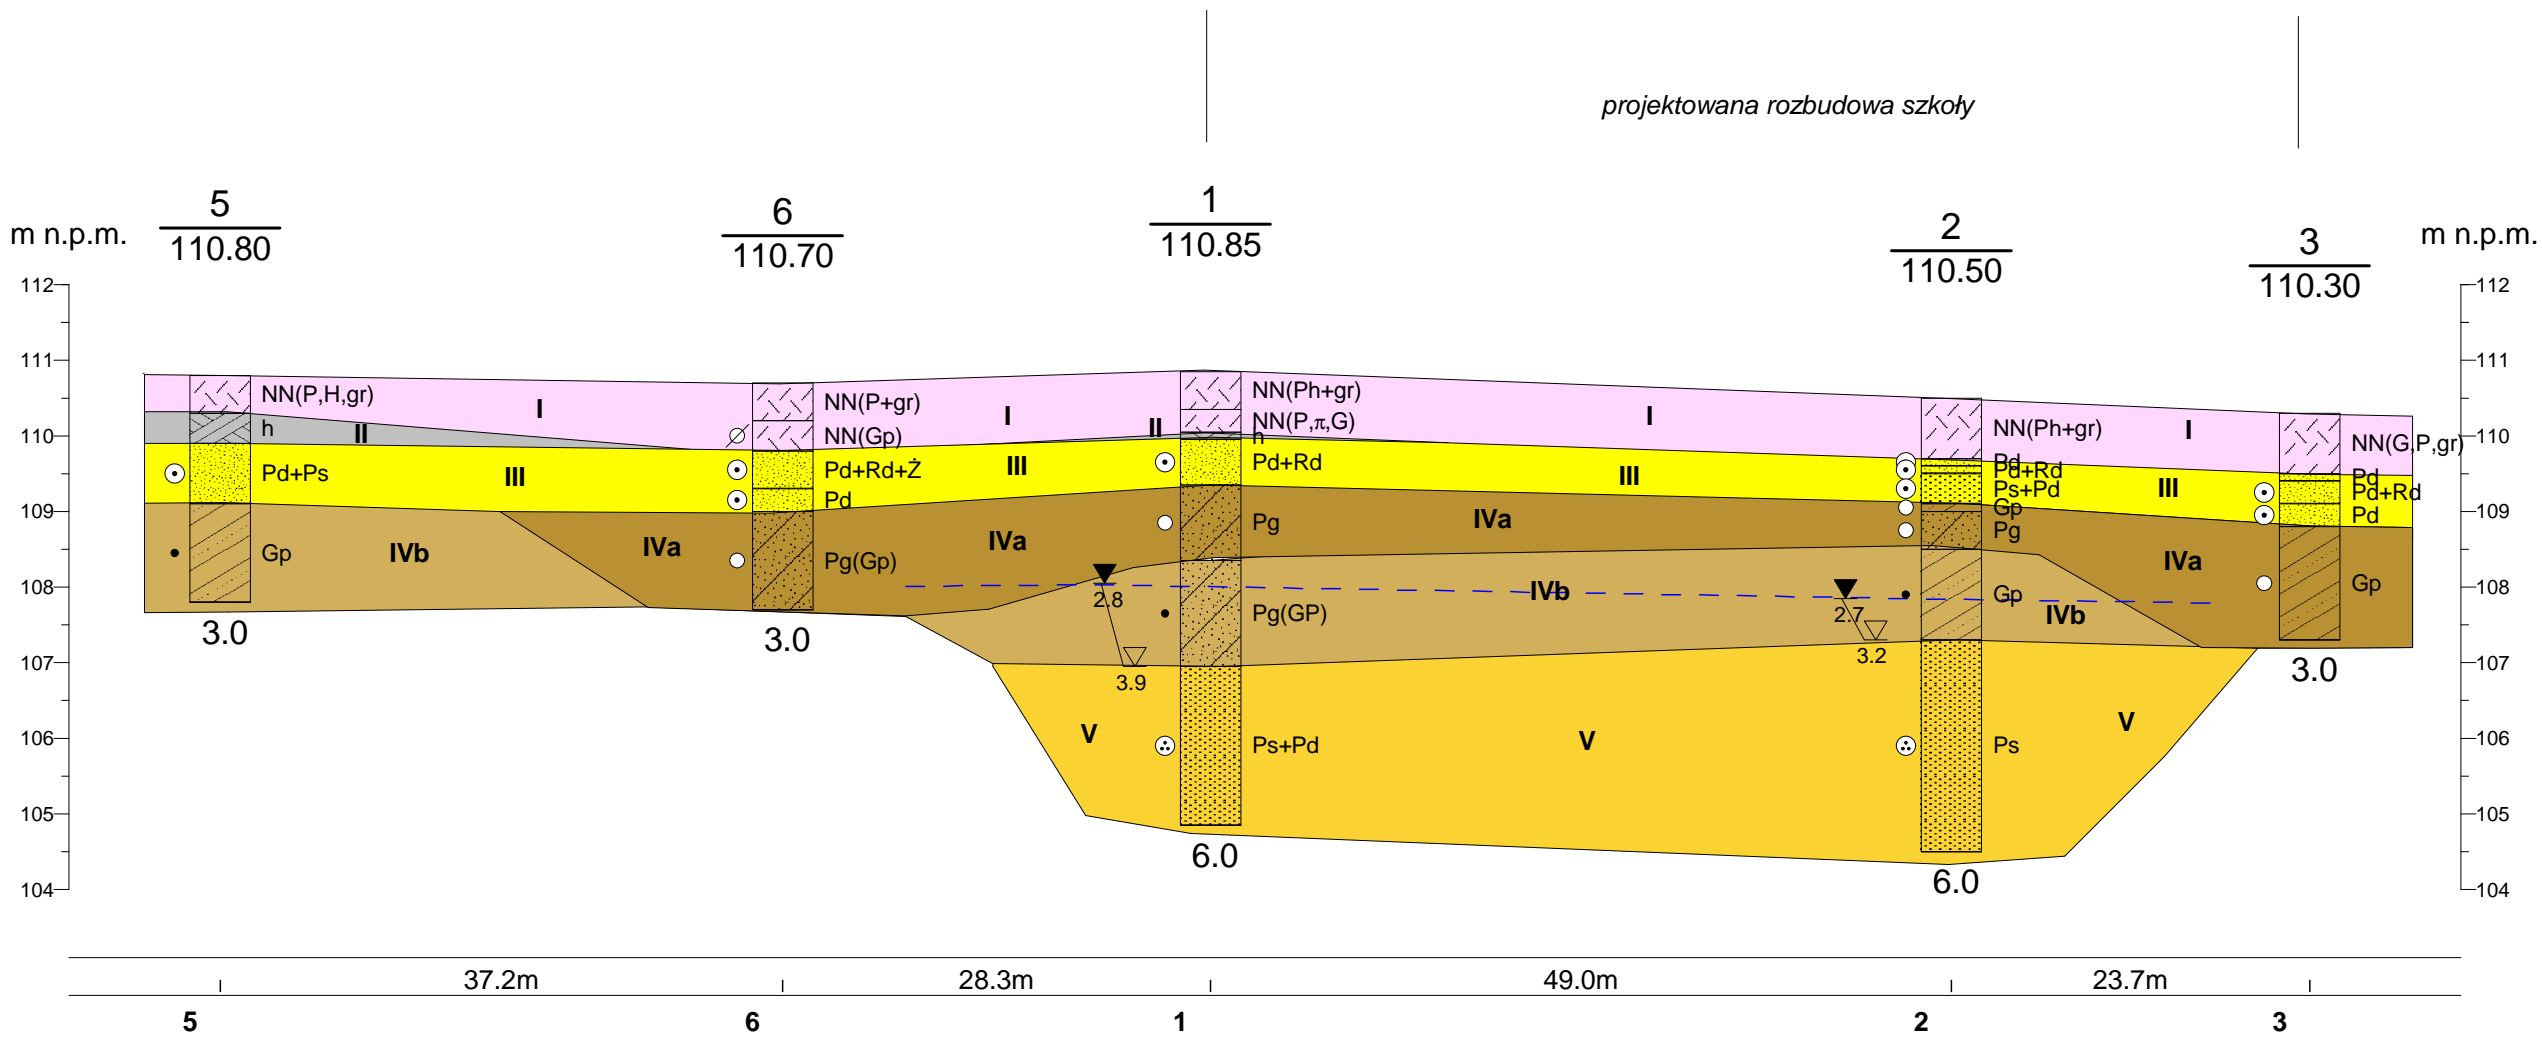 projektowana rozbudowa szkoły
m n.p.m.
5
110.80
6
110.70
1
110.85
2
110.50
3
110.30
m n.p.m.
112
111
110
109
108
107
106
105
104
NN(P,H,gr)
h
Pd+Ps
Gp
3.0
I
II
III
IVb
IVa
NN(P+gr)
NN(Gp)
Pd+Rd+Ż
Pd
Pg(Gp)
3.0
I
II
III
IVa
2.8
3.9
V
NN(Ph+gr)
NN(P,π,G)
h
Pd+Rd
Pg
Pg(GP)
Ps+Pd
6.0
I
III
IVa
IVb
V
2.7
3.2
NN(Ph+gr)
Pd
Pd+Rd
Ps+Pd
Gp
Pg
Gp
Ps
6.0
I
III
IVa
IVb
V
NN(G,P,gr)
Pd
Pd+Rd
Pd
Gp
3.0
112
111
110
109
108
107
106
105
104
37.2m 28.3m 49.0m 23.7m
5 6 1 2 3